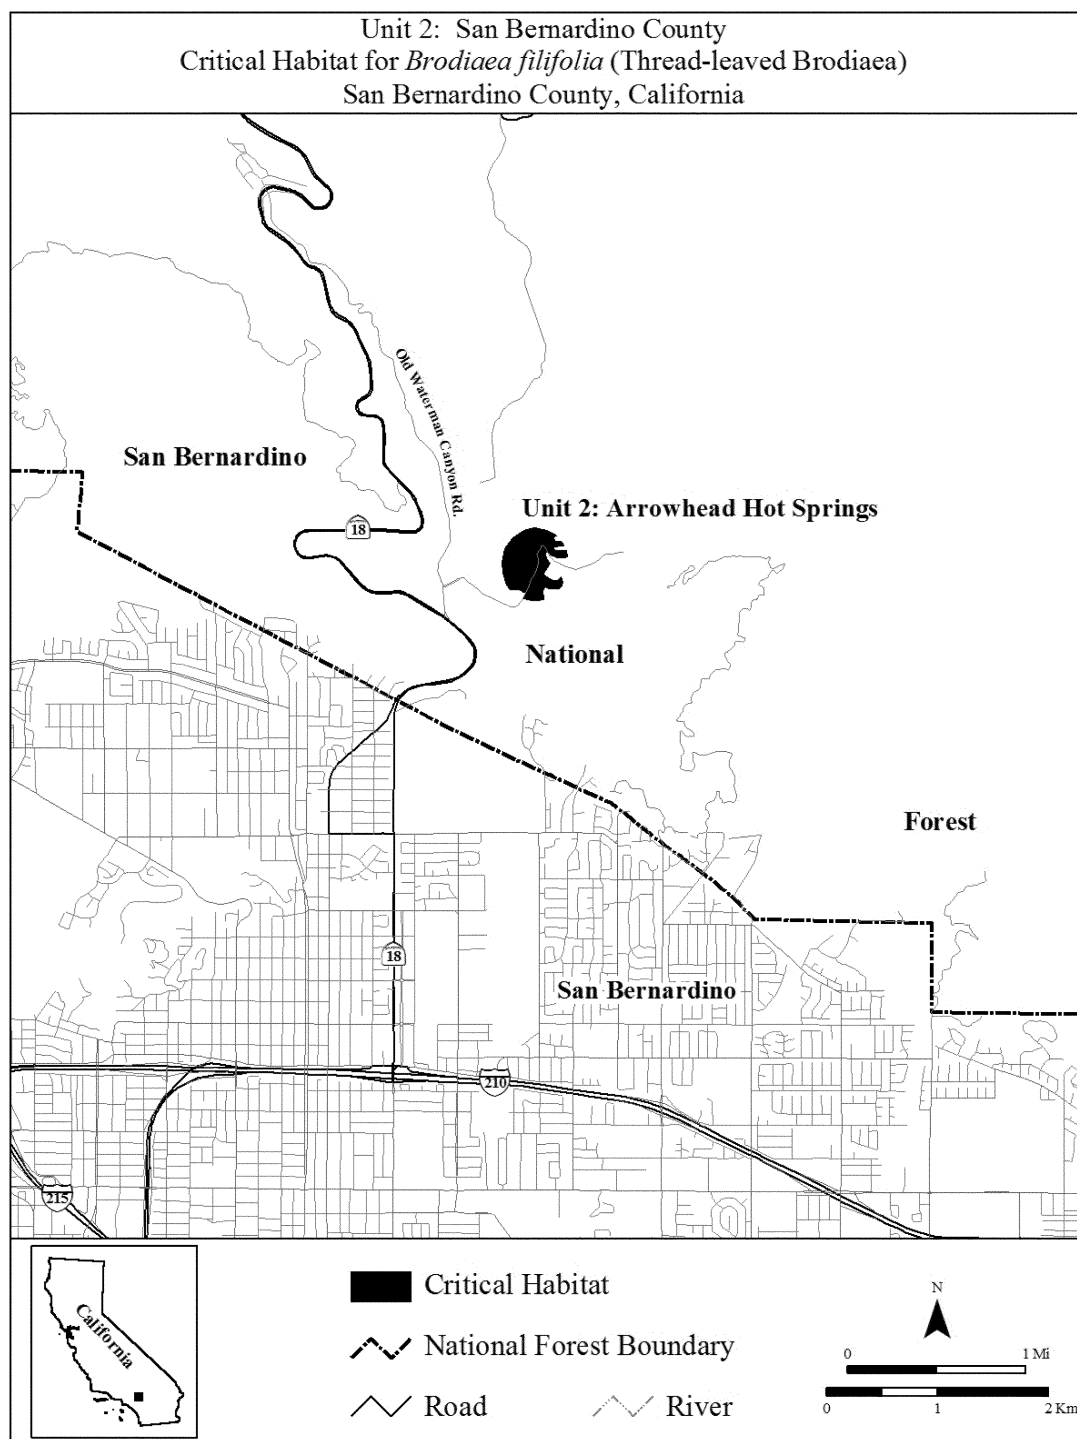 Unit 2: San Bernardino County
Critical Habitat for Brodiaea filifolia (Thread-leaved Brodiaea)
San Bernardino County, California
Old Waterman Canyon Rd.
San Bernardino
Unit 2: Arrowhead Hot Springs
18
National
Forest
18
San Bernardino
210
215
California
Critical Habitat
National Forest Boundary
Road
River
N
0 1 Mi
0 1 2 Km